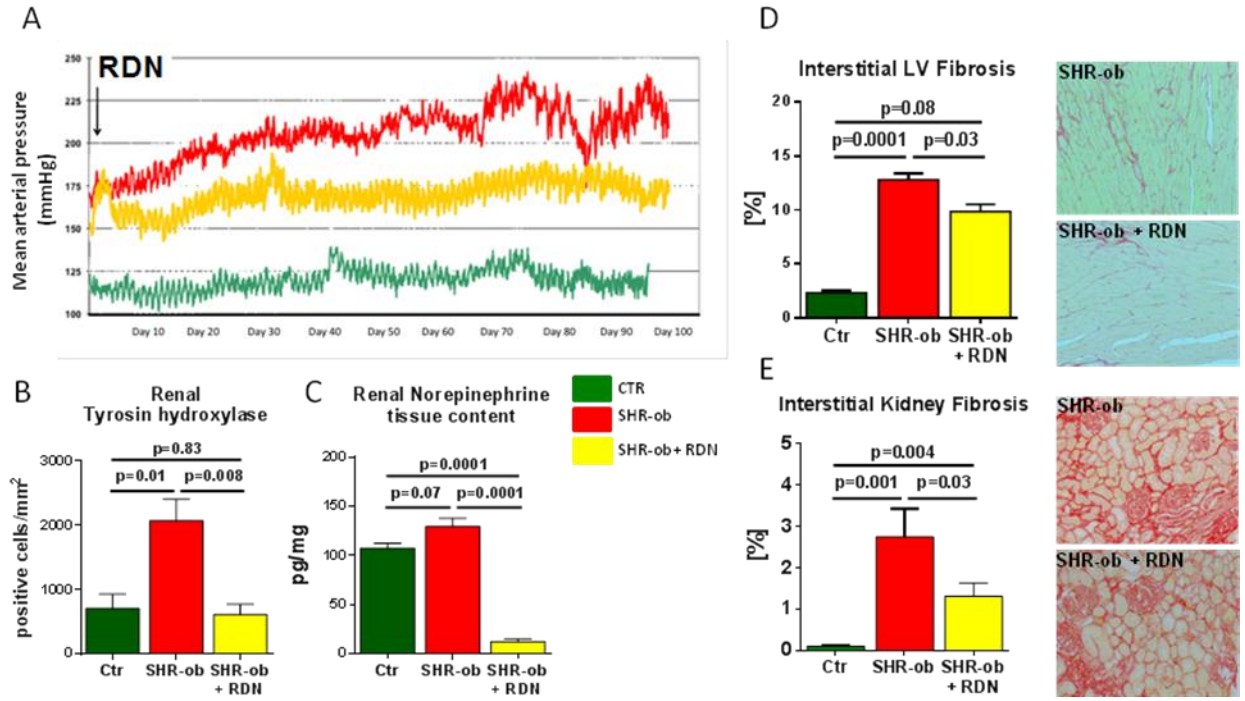 A
RDN
Mean arterial pressure
(mmHg)
250
225
200
175
150
125
100
Day 10
Day 20
Day 30
Day 40
Day 50
Day 60
Day 70
Day 80
Day 90
Day 100
B
Renal
Tyrosin hydroxylase
p=0.83
p=0.01
p=0.008
positive cells/mm²
3000
2000
1000
0
Ctr
SHR-ob
SHR-ob
+ RDN
C
Renal Norepinephrine
tissue content
p=0.0001
p=0.07
p=0.0001
pg/mg
200
150
100
50
0
Ctr
SHR-ob
SHR-ob
+ RDN
CTR
SHR-ob
SHR-ob+ RDN
D
Interstitial LV Fibrosis
p=0.08
p=0.0001
p=0.03
[%]
20
15
10
5
0
Ctr
SHR-ob
SHR-ob
+ RDN
SHR-ob
SHR-ob + RDN
E
Interstitial Kidney Fibrosis
p=0.004
p=0.001
p=0.03
[%]
5
4
3
2
1
0
Ctr
SHR-ob
SHR-ob
+ RDN
SHR-ob
SHR-ob + RDN